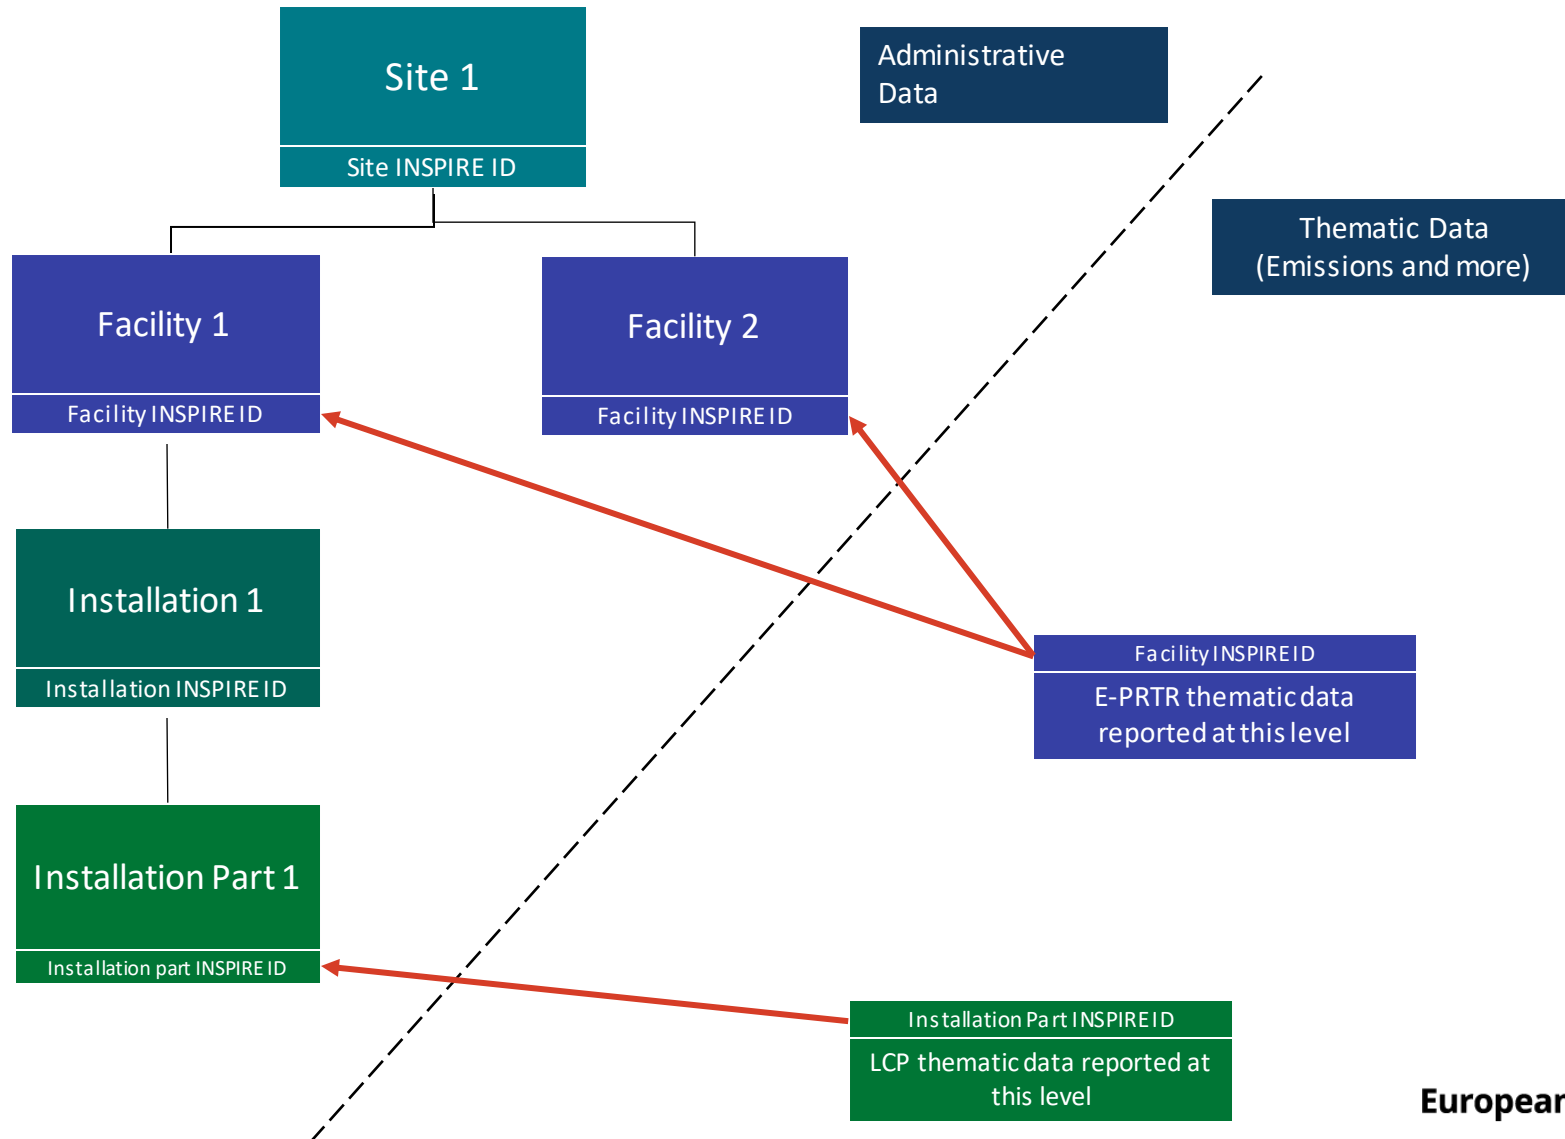 Site 1
Site INSPIRE ID
Administrative
Data
Thematic Data
(Emissions and more)
Facility 1
Facility INSPIRE ID
Facility 2
Facility INSPIRE ID
Installation 1
Installation INSPIRE ID
Facility INSPIRE ID
E-PRTR thematic data
reported at this level
Installation Part 1
Installation part INSPIRE ID
Installation Part INSPIRE ID
LCP thematic data reported at
this level
European